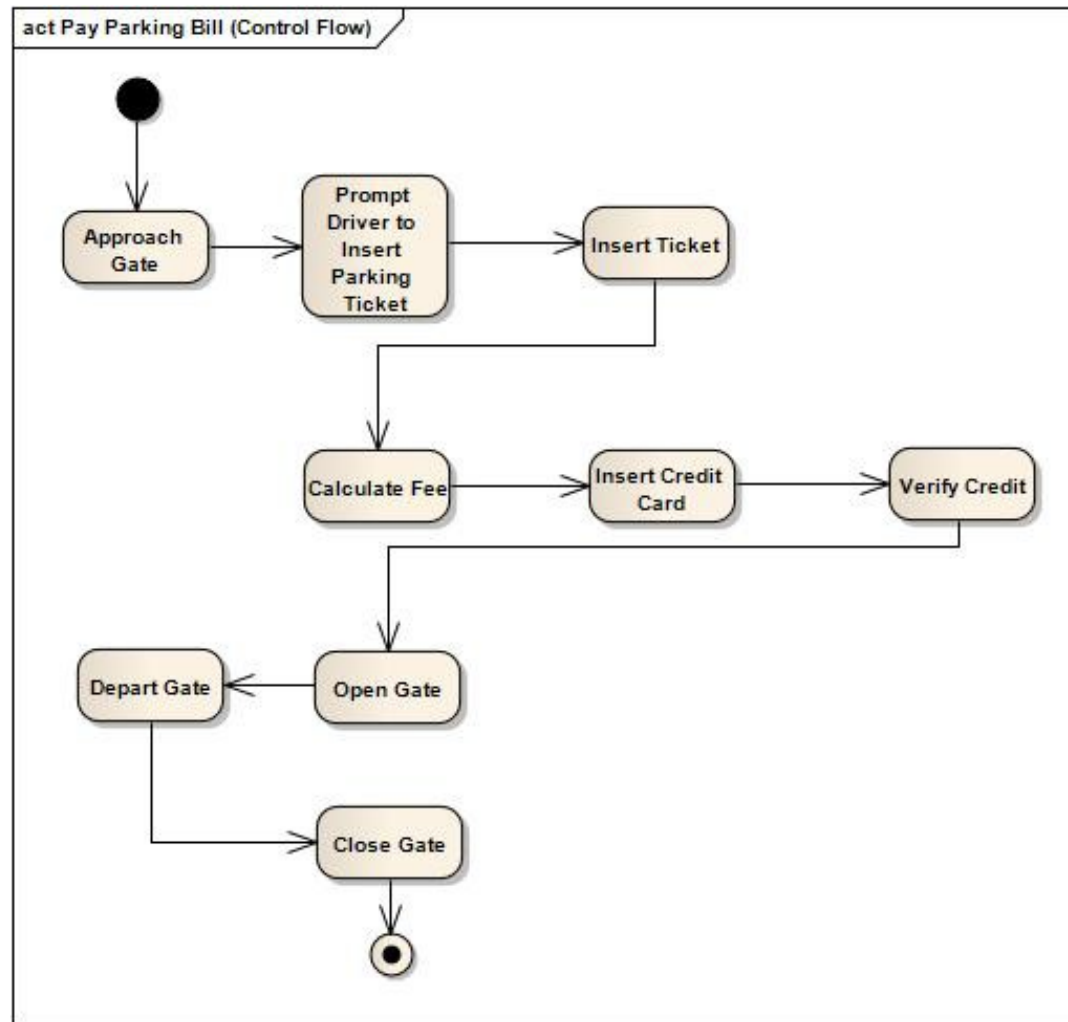 act Pay Parking Bill (Control Flow)
Approach
Gate
Prompt
Driver to
Insert
Parking
Ticket
Insert Ticket
Calculate Fee
Insert Credit
Card
Verify Credit
Depart Gate
Open Gate
Close Gate